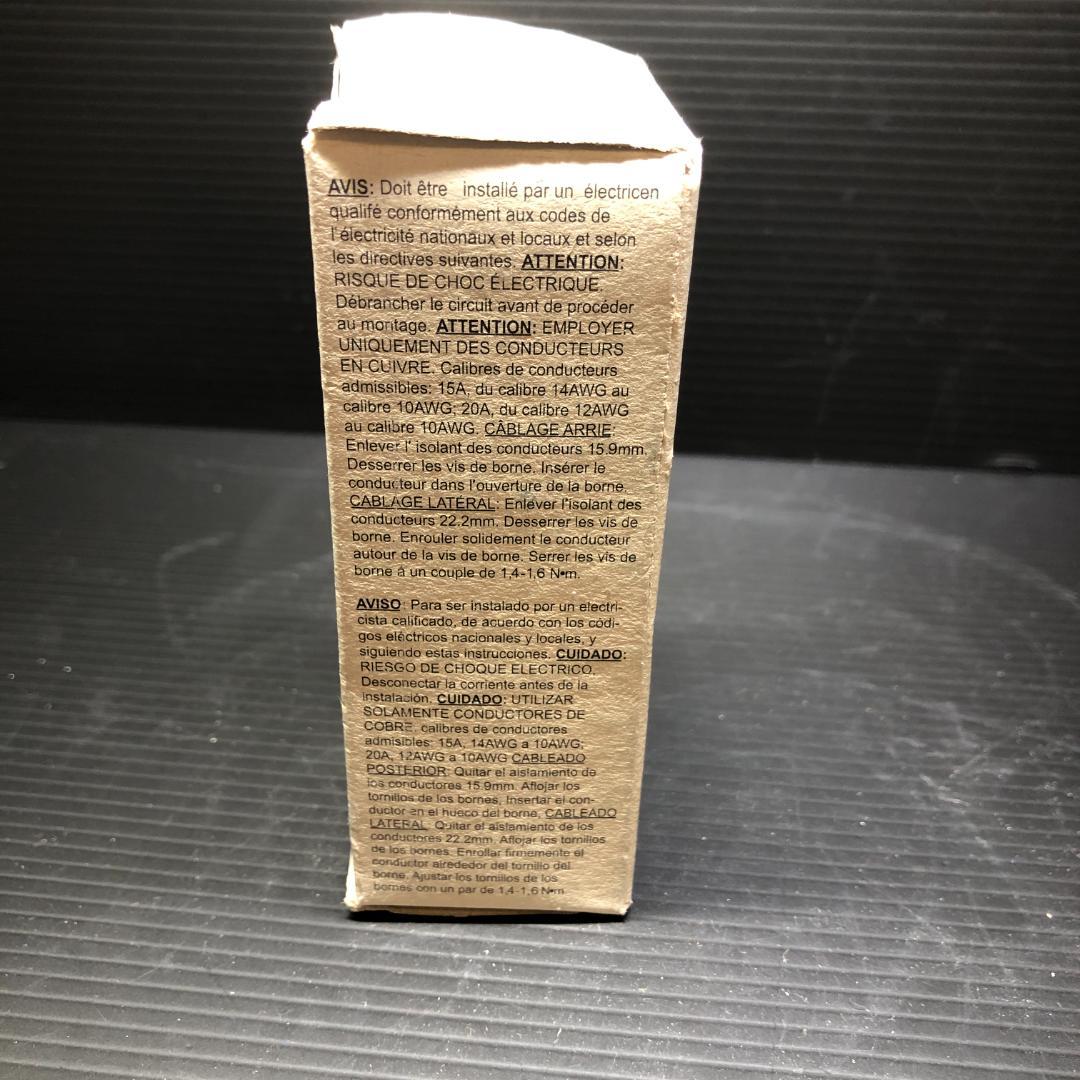 AVIS: Doit être installé par un électricen
qualifé conformément aux codes de
l'électricité nationaux et locaux et selon
les directives suivantes. ATTENTION:
RISQUE DE CHOC ÉLECTRIQUE.
Débrancher le circuit avant de procéder
au montage. ATTENTION: EMPLOYER
UNIQUEMENT DES CONDUCTEURS
EN CUIVRE. Calibres de conducteurs
admissibles: 15A, du calibre 14AWG au
calibre 10AWG; 20A, du calibre 12AWG
au calibre 10AWG. CÂBLAGE ARRIE:
Enlever l' isolant des conducteurs 15.9mm.
Desserrer les vis de borne. Insérer le
conducteur dans l'ouverture de la borne.
CABLAGE LATÉRAL: Enlever l'isolant des
conducteurs 22.2mm. Desserrer les vis de
borne. Enrouler solidement le conducteur
autour de la vis de borne. Serrer les vis de
borne à un couple de 1,4-1,6 N•m.
AVISO: Para ser instalado por un electri-
cista calificado, de acuerdo con los códi-
gos eléctricos nacionales y locales, y
siguiendo estas instrucciones. CUIDADO:
RIESGO DE CHOQUE ELECTRICO.
Desconectar la corriente antes de la
instalación. CUIDADO: UTILIZAR
SOLAMENTE CONDUCTORES DE
COBRE. calibres de conductores
admisibles: 15A, 14AWG a 10AWG;
20A, 12AWG a 10AWG CABLEADO
POSTERIOR: Quitar el aislamiento de
los conductores 15.9mm. Aflojar los
tornillos de los bornes, Insertar el con-
ductor en el hueco del borne. CABLEADO
LATERAL: Quitar el aislamiento de los
conductores 22.2mm. Aflojar los tornillos
de los bornes. Enrollar firmemente el
conductor alrededor del tornillo del
borne. Ajustar los tornillos de los
bornes con un par de 1,4-1,6 N•m